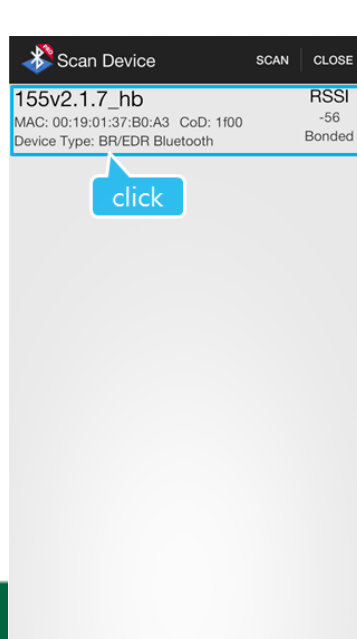 PRO
Scan Device SCAN CLOSE
155v2.1.7_hb RSSI
MAC: 00:19:01:37:B0:A3 CoD: 1f00 -56
Device Type: BR/EDR Bluetooth Bonded
click